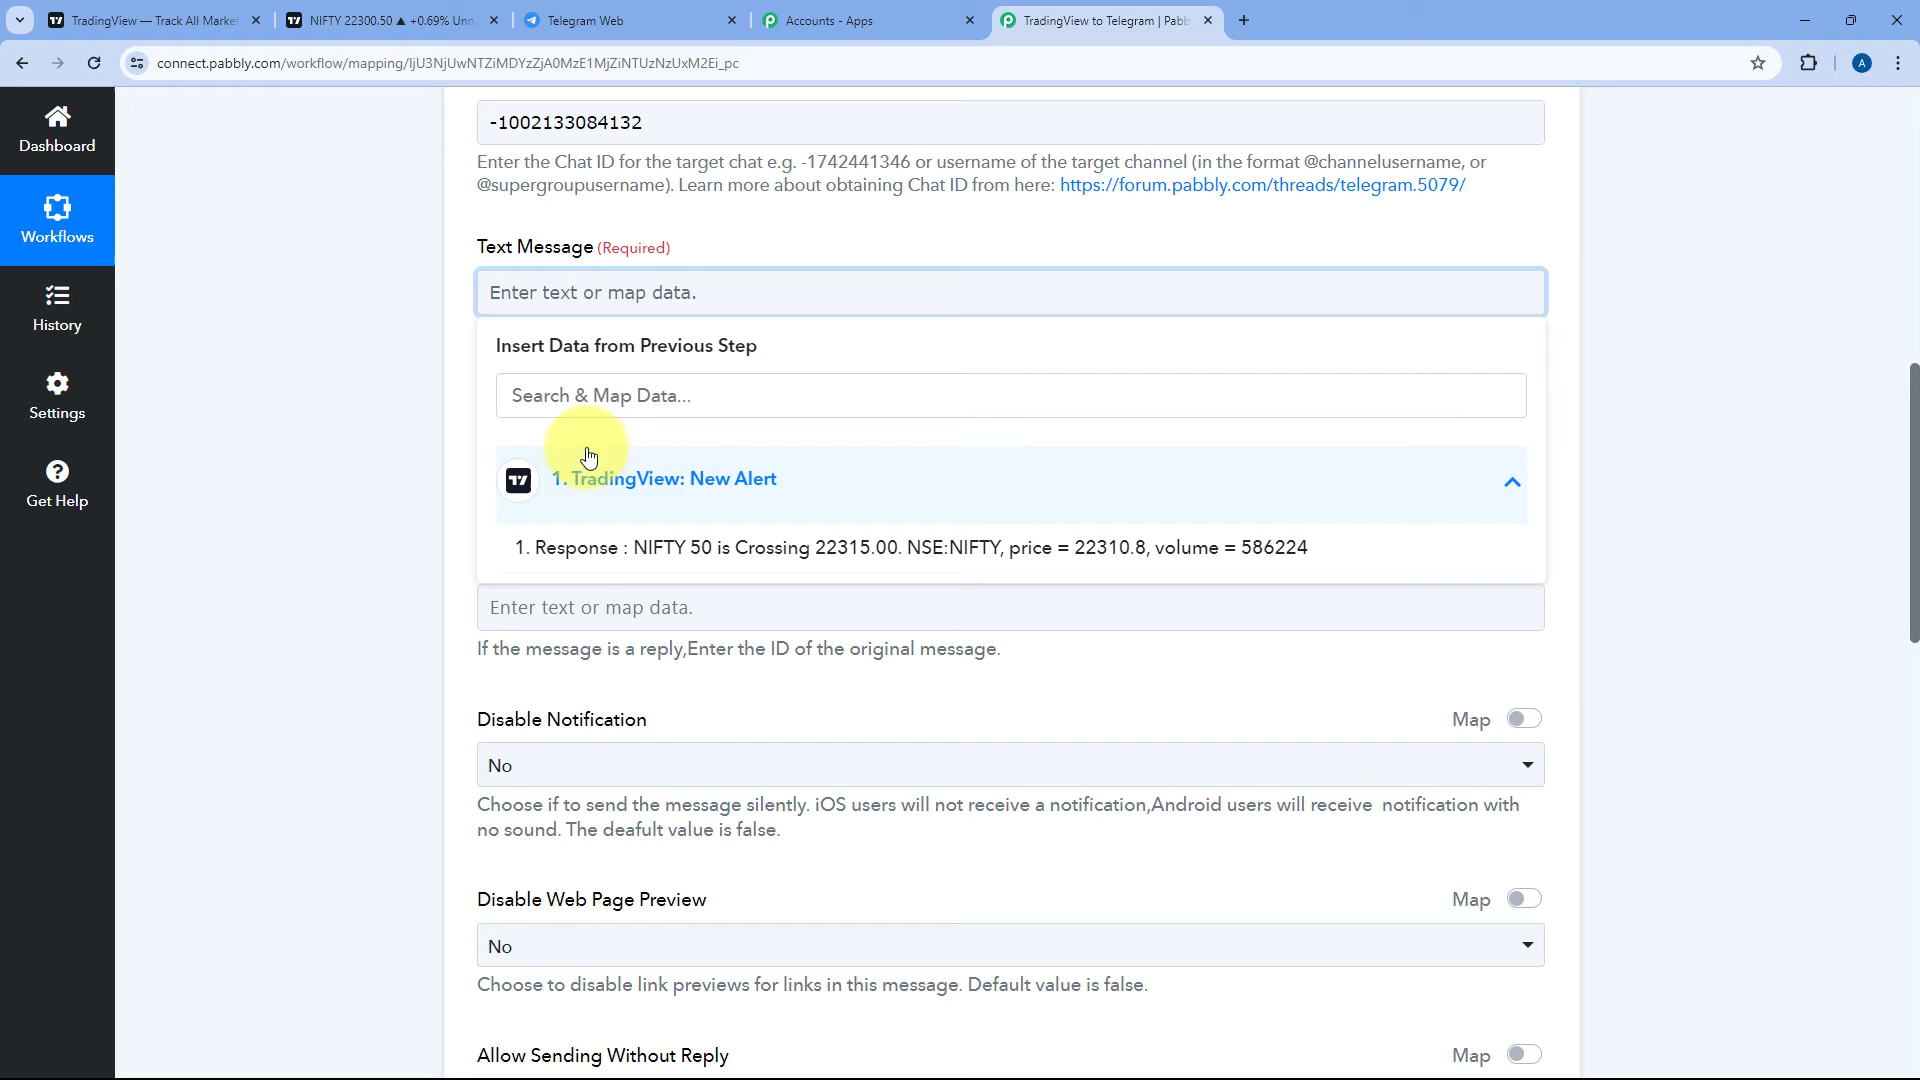 TradingView — Track All Marke
NIFTY 22300.50 ▲ +0.69% Unn
Telegram Web
Accounts - Apps
TradingView to Telegram | Pabb
connect.pabbly.com/workflow/mapping/IjU3NjUwNTZiMDYzZjA0MzE1MjZiNTUzNzUxM2Ei_pc
A
Dashboard
Workflows
History
Settings
Get Help
-1002133084132
Enter the Chat ID for the target chat e.g. -1742441346 or username of the target channel (in the format @channelusername, or
@supergroupusername). Learn more about obtaining Chat ID from here: https://forum.pabbly.com/threads/telegram.5079/
Text Message (Required)
Enter text or map data.
Insert Data from Previous Step
Search & Map Data...
1. TradingView: New Alert
1. Response : NIFTY 50 is Crossing 22315.00. NSE:NIFTY, price = 22310.8, volume = 586224
Enter text or map data.
If the message is a reply,Enter the ID of the original message.
Disable Notification
Map
No
Choose if to send the message silently. iOS users will not receive a notification,Android users will receive notification with
no sound. The deafult value is false.
Disable Web Page Preview
Map
No
Choose to disable link previews for links in this message. Default value is false.
Allow Sending Without Reply
Map